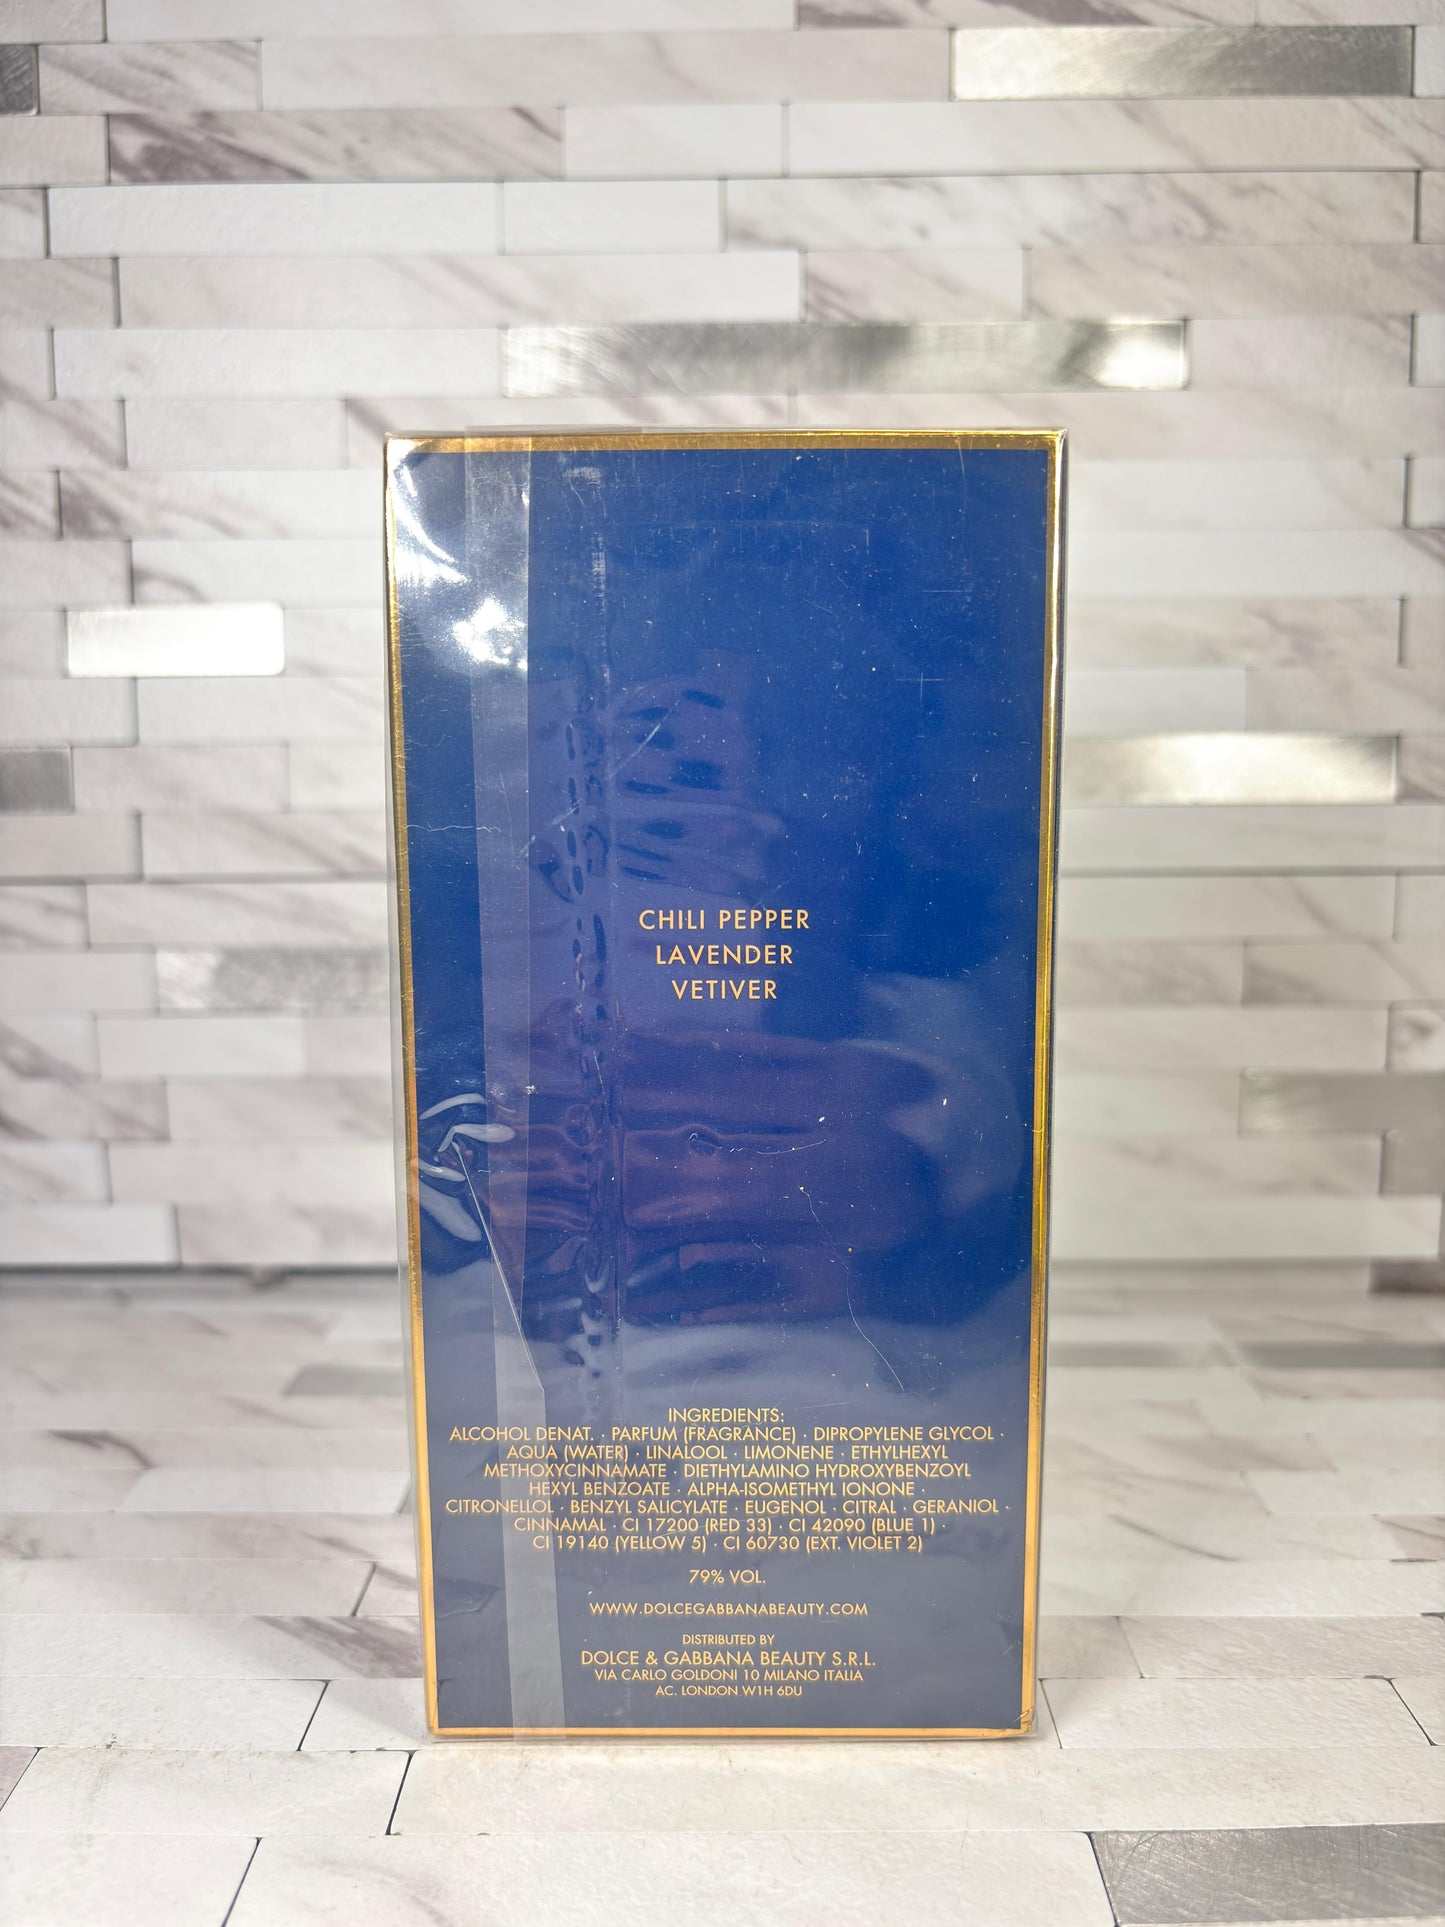 CHILI PEPPER
LAVENDER
VETIVER
INGREDIENTS:
ALCOHOL DENAT. · PARFUM (FRAGRANCE) · DIPROPYLENE GLYCOL ·
AQUA (WATER) · LINALOOL · LIMONENE · ETHYLHEXYL
METHOXYCINNAMATE · DIETHYLAMINO HYDROXYBENZOYL
HEXYL BENZOATE · ALPHA-ISOMETHYL IONONE ·
CITRONELLOL · BENZYL SALICYLATE · EUGENOL · CITRAL · GERANIOL ·
CINNAMAL · CI 17200 (RED 33) · CI 42090 (BLUE 1) ·
CI 19140 (YELLOW 5) · CI 60730 (EXT. VIOLET 2)
79% VOL.
WWW.DOLCEGABBANABEAUTY.COM
DISTRIBUTED BY
DOLCE & GABBANA BEAUTY S.R.L.
VIA CARLO GOLDONI 10 MILANO ITALIA
AC. LONDON W1H 6DU